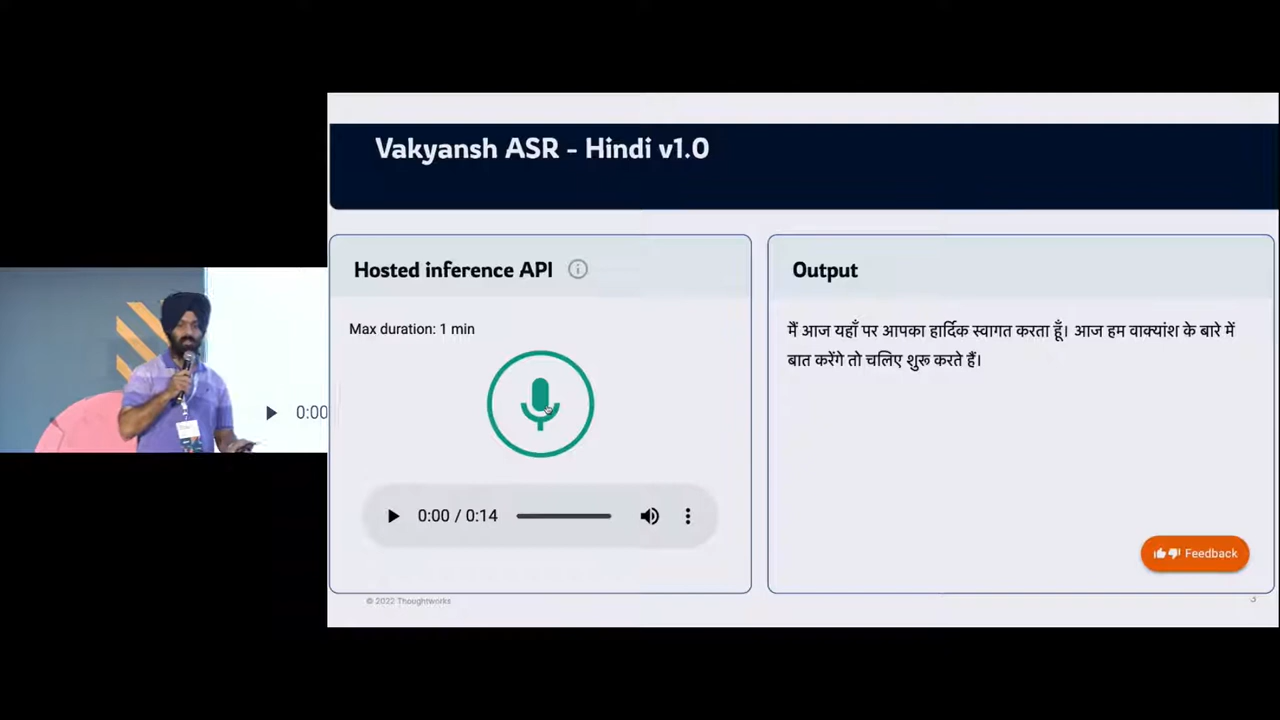 Vakyansh ASR - Hindi v1.0
Hosted inference API
Max duration: 1 min
0:00 / 0:14
Output
मैं आज यहाँ पर आपका हार्दिक स्वागत करता हूँ। आज हम वाक्यांश के बारे में
बात करेंगे तो चलिए शुरू करते हैं।
Feedback
© 2022 Thoughtworks
3
0:00